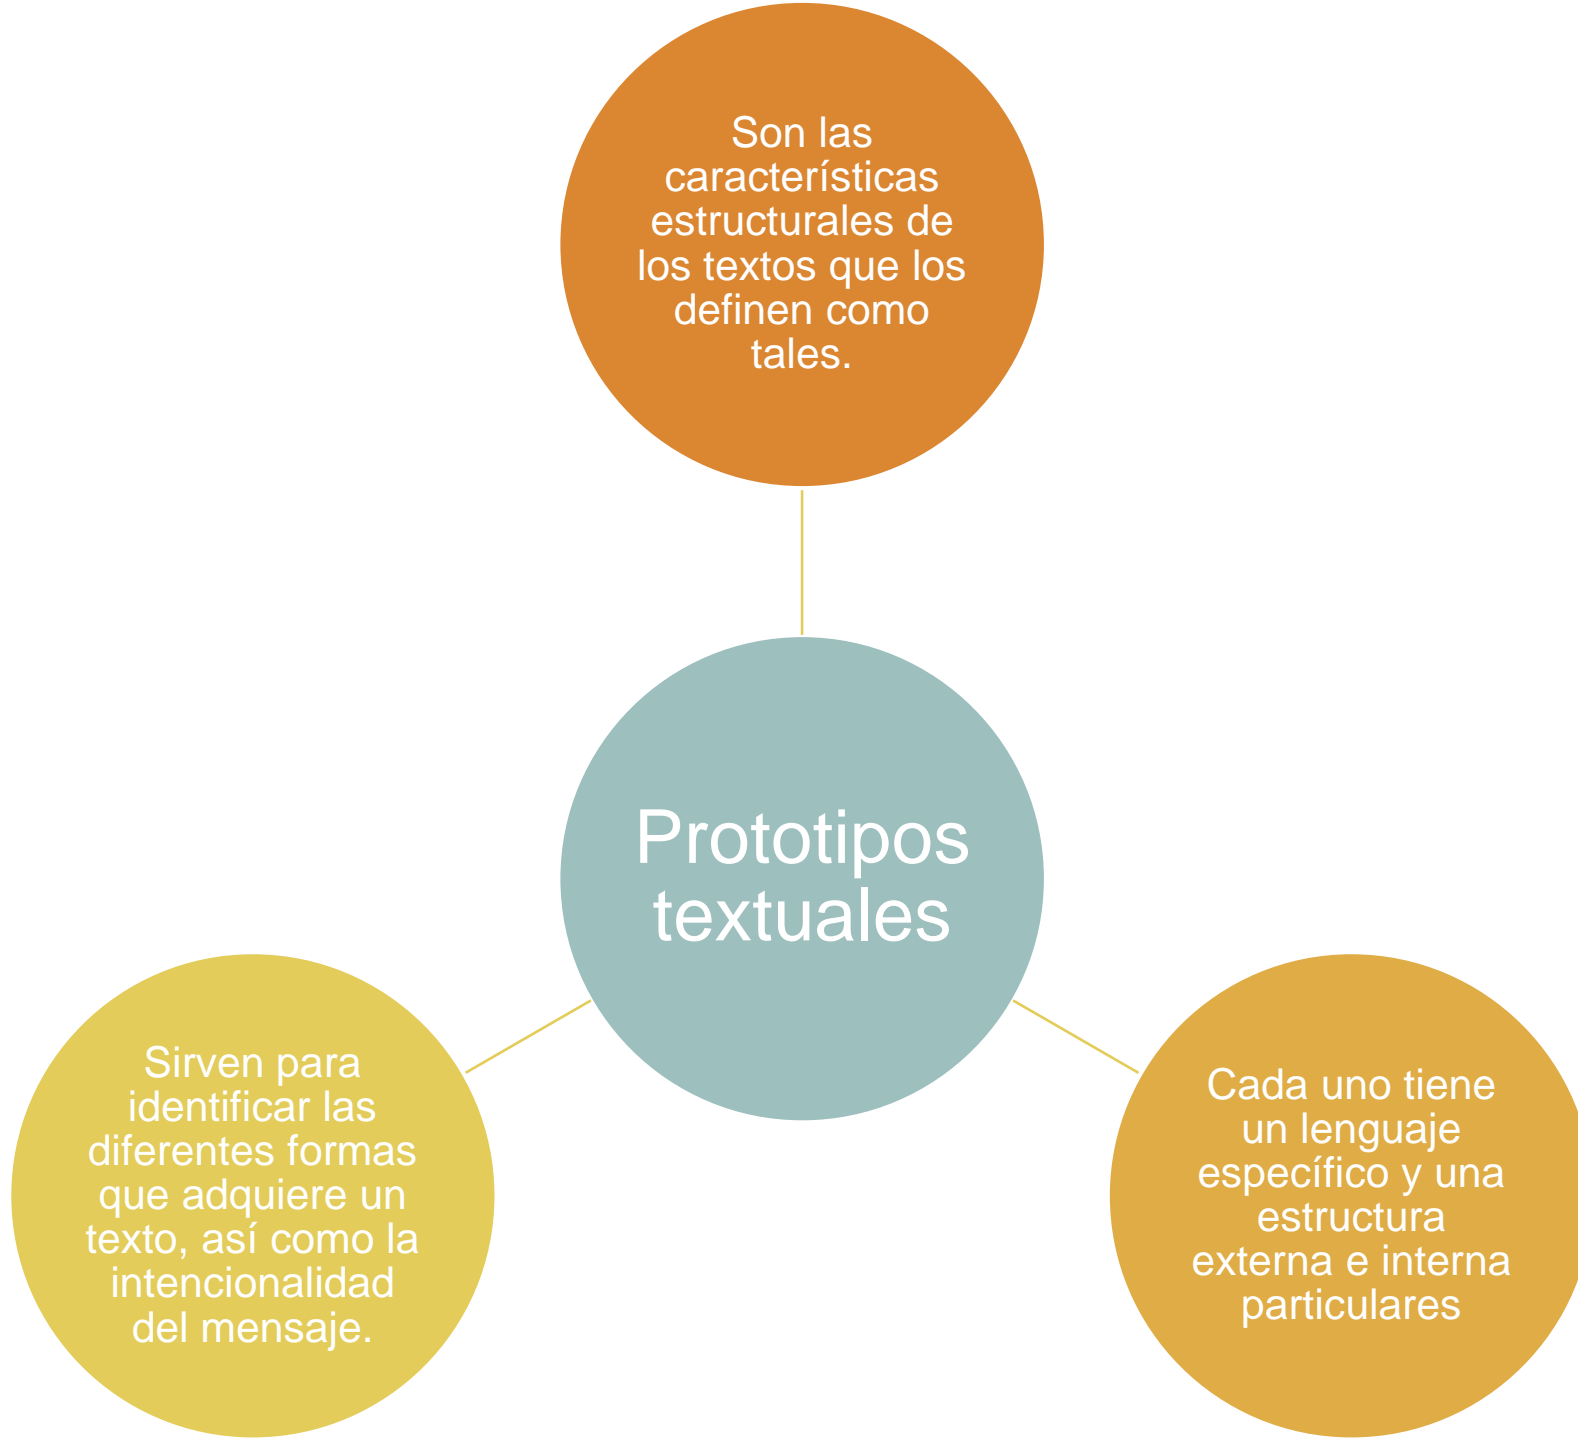 Son las
características
estructurales de
los textos que los
definen como
tales.
Prototipos
textuales
Sirven para
identificar las
diferentes formas
que adquiere un
texto, así como la
intencionalidad
del mensaje.
Cada uno tiene
un lenguaje
específico y una
estructura
externa e interna
particulares